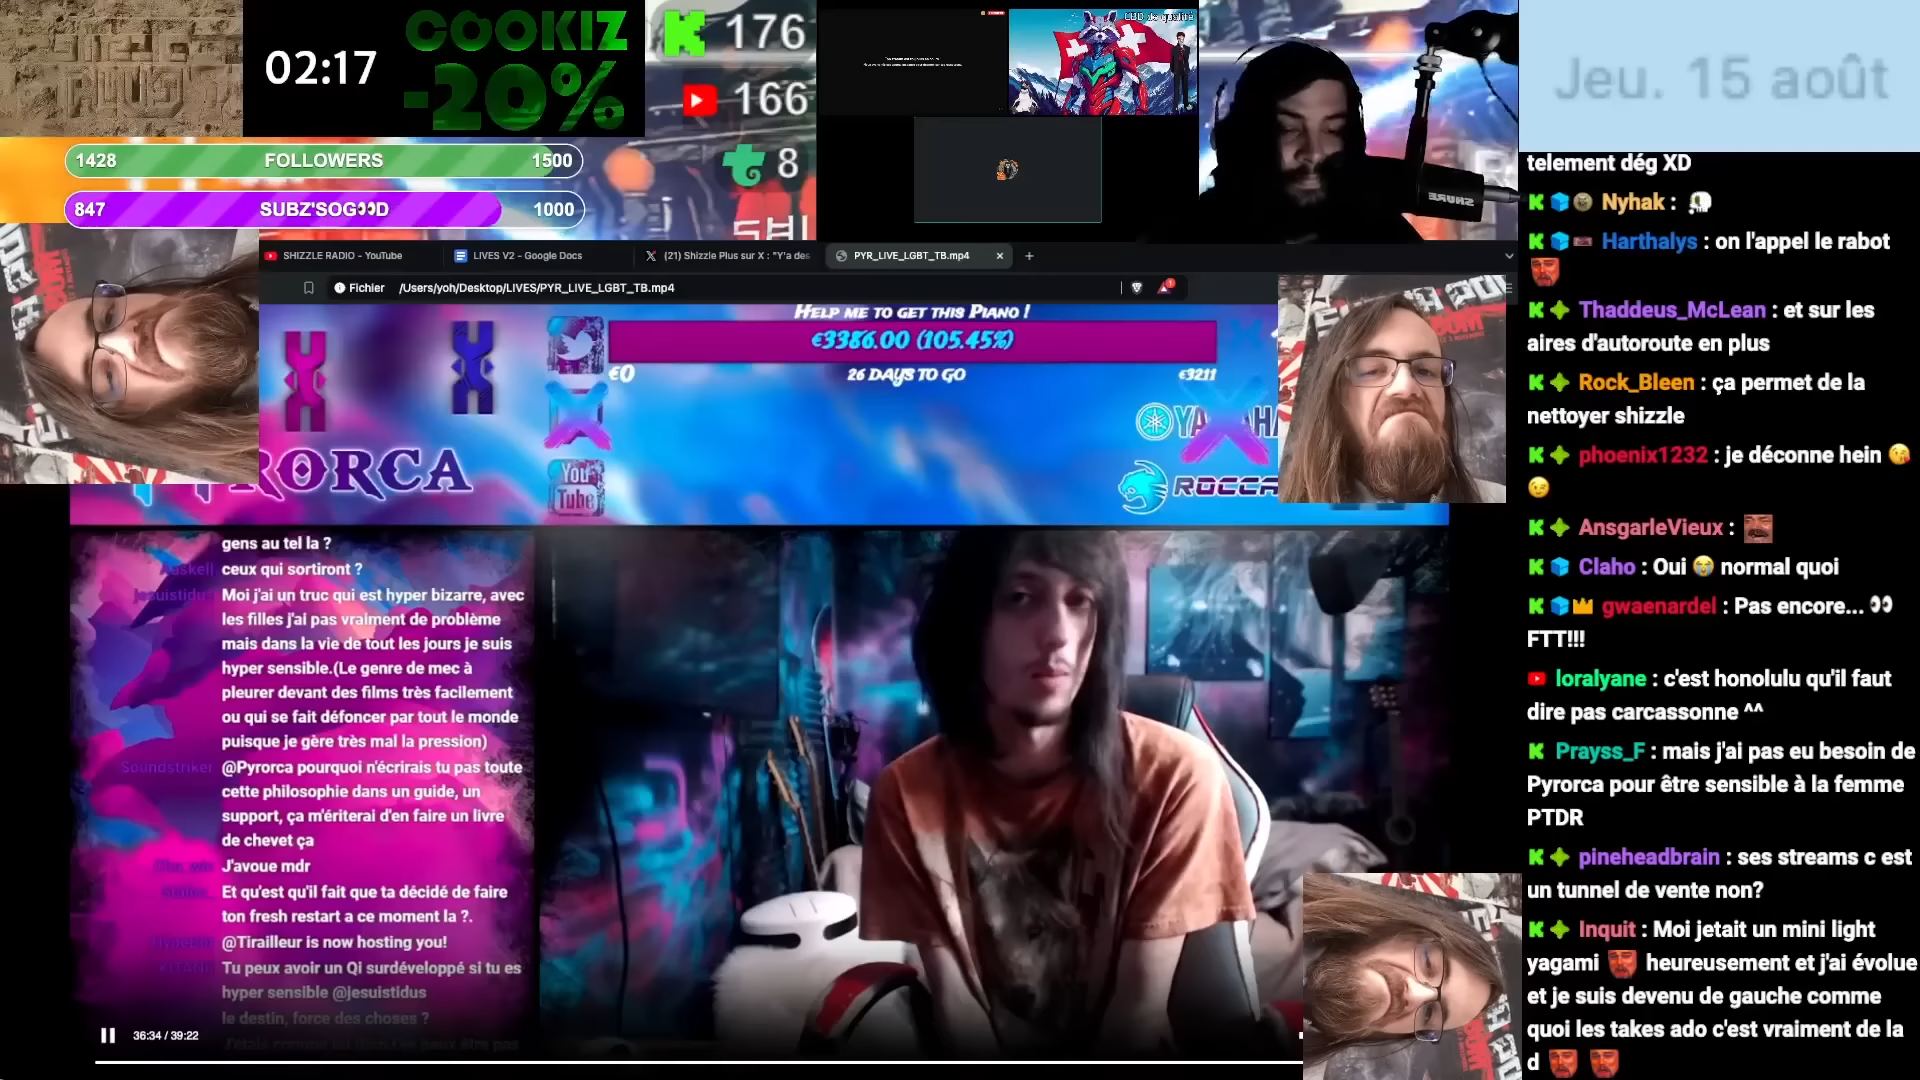 SHIZZLE
PLUS
02:17
COOKIZ
-20%
176
166
8
1428 FOLLOWERS 1500
847 SUBZ'SOG👀D 1000
CBD de qualité
SHURE
Jeu. 15 août
SHIZZLE RADIO - YouTube
LIVES V2 - Google Docs
(21) Shizzle Plus sur X : "Y'a des
PYR_LIVE_LGBT_TB.mp4
Fichier /Users/yoh/Desktop/LIVES/PYR_LIVE_LGBT_TB.mp4
HELP ME TO GET THIS PIANO !
€3386.00 (105.45%)
€0 26 DAYS TO GO €3211
YAMAH
RORCA
You
Tube
ROCCA
gens au tel la ?
ceux qui sortiront ?
jesuistidus Moi j'ai un truc qui est hyper bizarre, avec
les filles j'ai pas vraiment de problème
mais dans la vie de tout les jours je suis
hyper sensible.(Le genre de mec à
pleurer devant des films très facilement
ou qui se fait défoncer par tout le monde
puisque je gère très mal la pression)
Soundstriker @Pyrorca pourquoi n'écrirais tu pas toute
cette philosophie dans un guide, un
support, ça m'ériterai d'en faire un livre
de chevet ça
J'avoue mdr
Et qu'est qu'il fait que ta décidé de faire
ton fresh restart a ce moment la ?.
@Tirailleur is now hosting you!
Tu peux avoir un Qi surdéveloppé si tu es
hyper sensible @jesuistidus
le destin, force des choses ?
36:34 / 39:22
telement dég XD
Nyhak :
Harthalys : on l'appel le rabot
Thaddeus_McLean : et sur les
aires d'autoroute en plus
Rock_Bleen : ça permet de la
nettoyer shizzle
phoenix1232 : je déconne hein 😘
😉
AnsgarleVieux :
Claho : Oui 😭 normal quoi
gwaenardel : Pas encore... 👀
FTT!!!
loralyane : c'est honolulu qu'il faut
dire pas carcassonne ^^
Prayss_F : mais j'ai pas eu besoin de
Pyrorca pour être sensible à la femme
PTDR
pineheadbrain : ses streams c est
un tunnel de vente non?
Inquit : Moi jetait un mini light
yagami heureusement et j'ai évolue
et je suis devenu de gauche comme
quoi les takes ado c'est vraiment de la
d